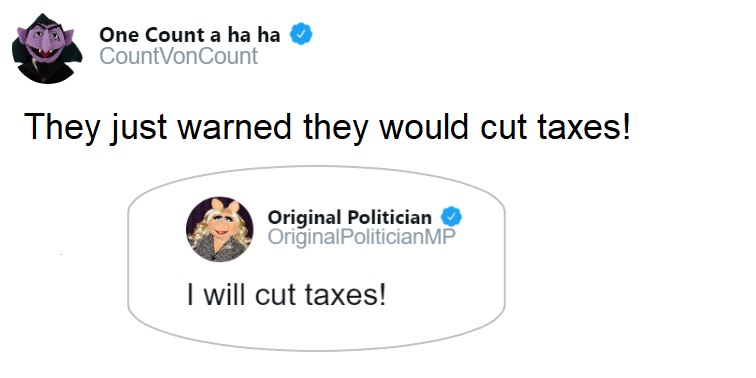 One Count a ha ha
CountVonCount
They just warned they would cut taxes!
Original Politician
OriginalPoliticianMP
I will cut taxes!